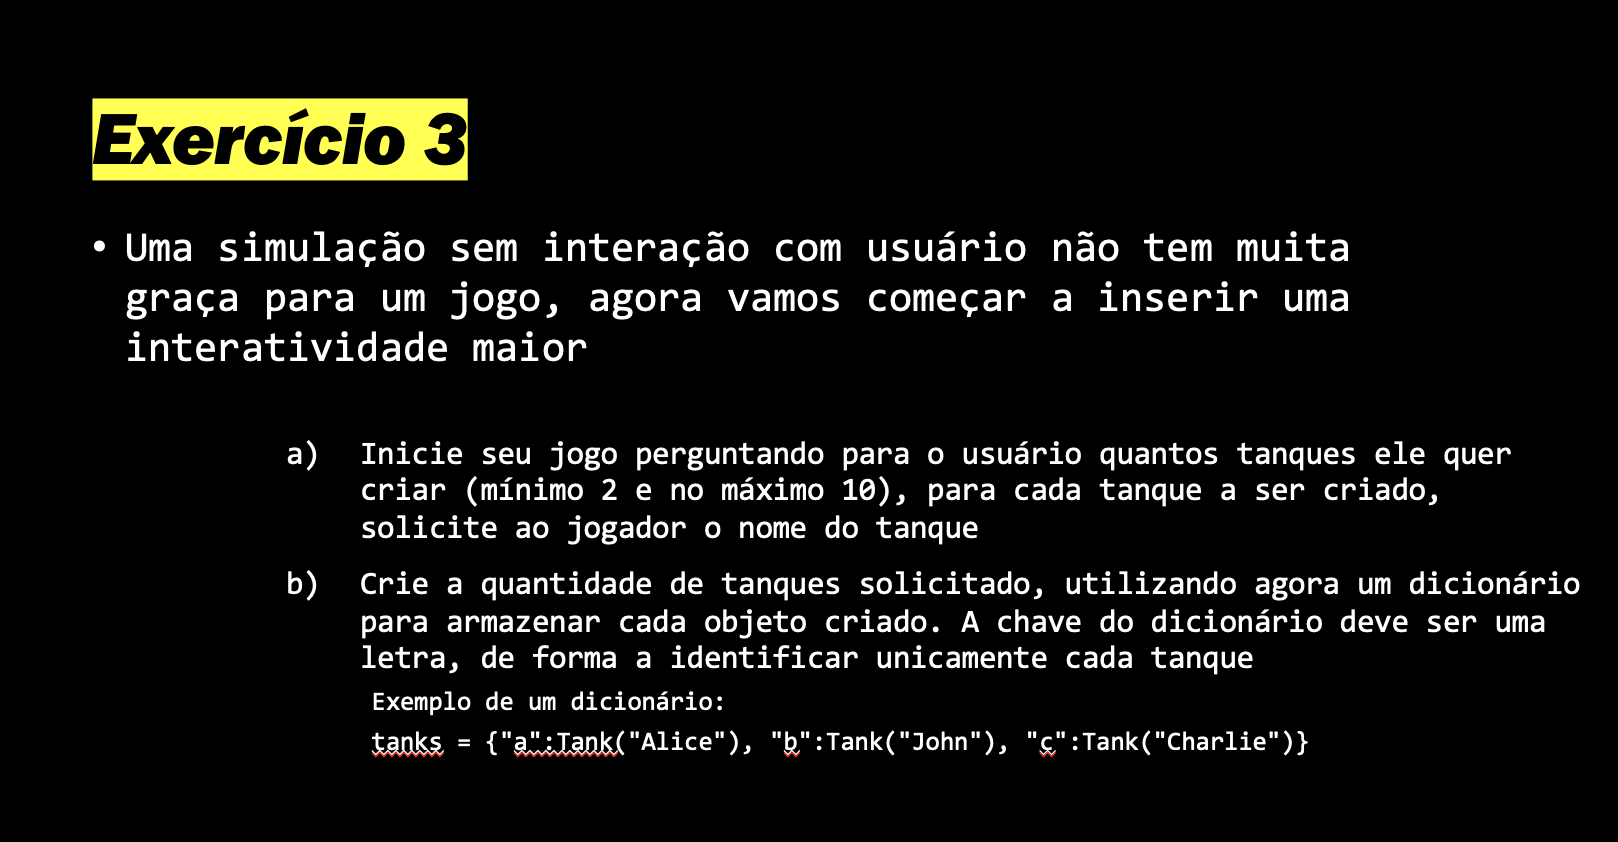 Exercício 3
• Uma simulação sem interação com usuário não tem muita
graça para um jogo, agora vamos começar a inserir uma
interatividade maior
a) Inicie seu jogo perguntando para o usuário quantos tanques ele quer
criar (mínimo 2 e no máximo 10), para cada tanque a ser criado,
solicite ao jogador o nome do tanque
b) Crie a quantidade de tanques solicitado, utilizando agora um dicionário
para armazenar cada objeto criado. A chave do dicionário deve ser uma
letra, de forma a identificar unicamente cada tanque
Exemplo de um dicionário:
tanks = {"a":Tank("Alice"), "b":Tank("John"), "c":Tank("Charlie")}